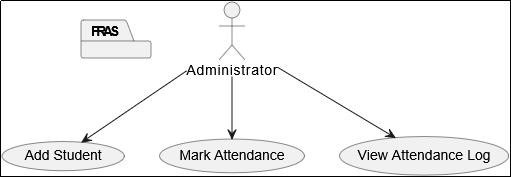 FRAS
Administrator
Add Student
Mark Attendance
View Attendance Log